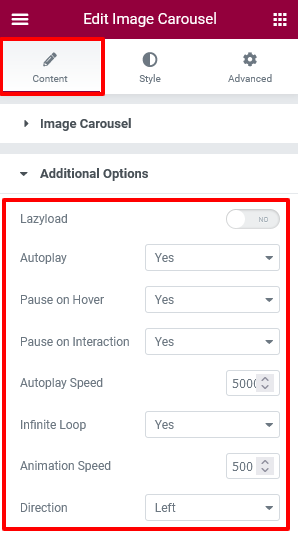 Edit Image Carousel
Content Style Advanced
Image Carousel
Additional Options
Lazyload NO
Autoplay Yes
Pause on Hover Yes
Pause on Interaction Yes
Autoplay Speed 5000
Infinite Loop Yes
Animation Speed 500
Direction Left